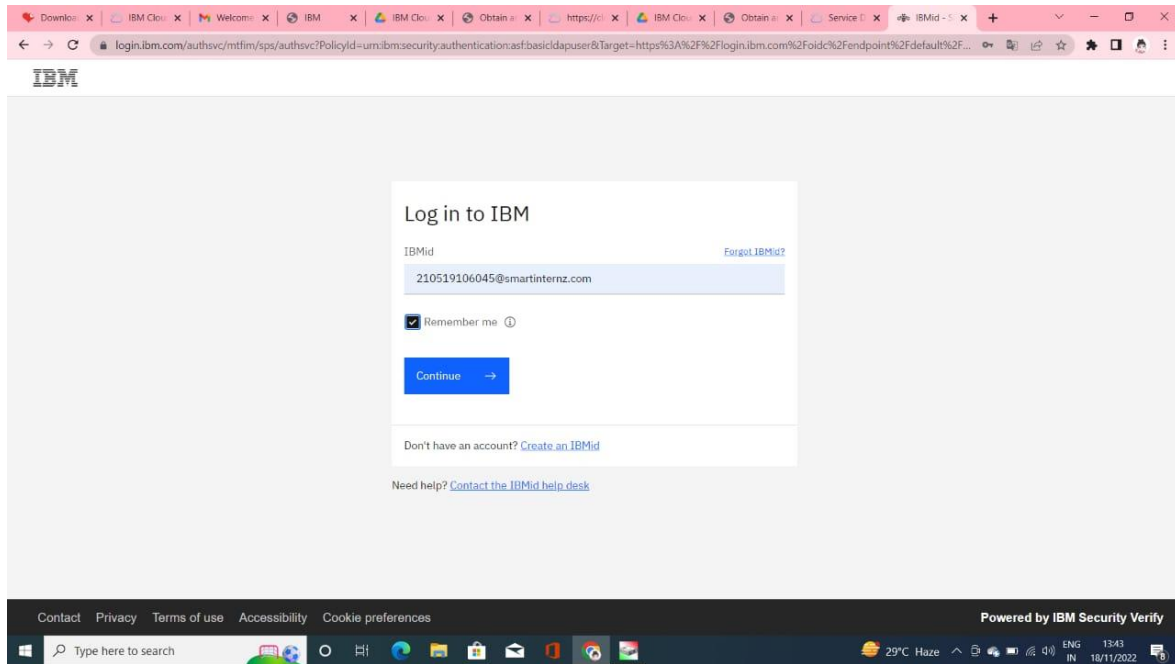 Downloa IBM Clou Welcome IBM IBM Clou Obtain a https://cl IBM Clou Obtain a Service D IBMid - S
login.ibm.com/authsvc/mtfim/sps/authsvc?PolicyId=urn:ibm:security:authentication:asf:basicldapuser&Target=https%3A%2F%2Flogin.ibm.com%2Foidc%2Fendpoint%2Fdefault%2F...
IBM
Log in to IBM
IBMid Forgot IBMid?
210519106045@smartinternz.com
Remember me
Continue
Don't have an account? Create an IBMid
Need help? Contact the IBMid help desk
Contact Privacy Terms of use Accessibility Cookie preferences Powered by IBM Security Verify
Type here to search 29°C Haze ENG 13:43
IN 18/11/2022